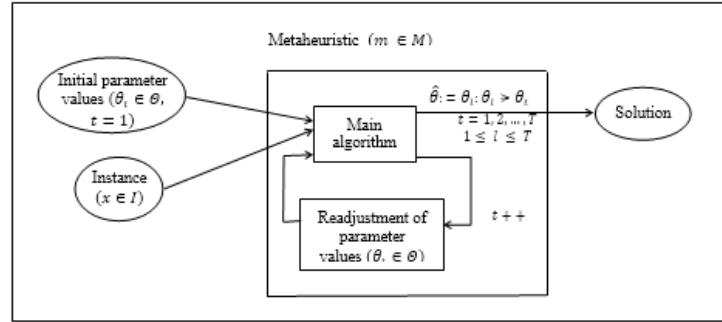 Metaheuristic (m ∈ M)
Initial parameter
values (θₜ ∈ Θ,
t = 1)
θ̂ := θₗ: θₗ ≻ θₜ
t = 1, 2, ..., T
1 ≤ l ≤ T
Main
algorithm
Solution
Instance
(x ∈ I)
Readjustment of
parameter
values (θₜ ∈ Θ)
t + +